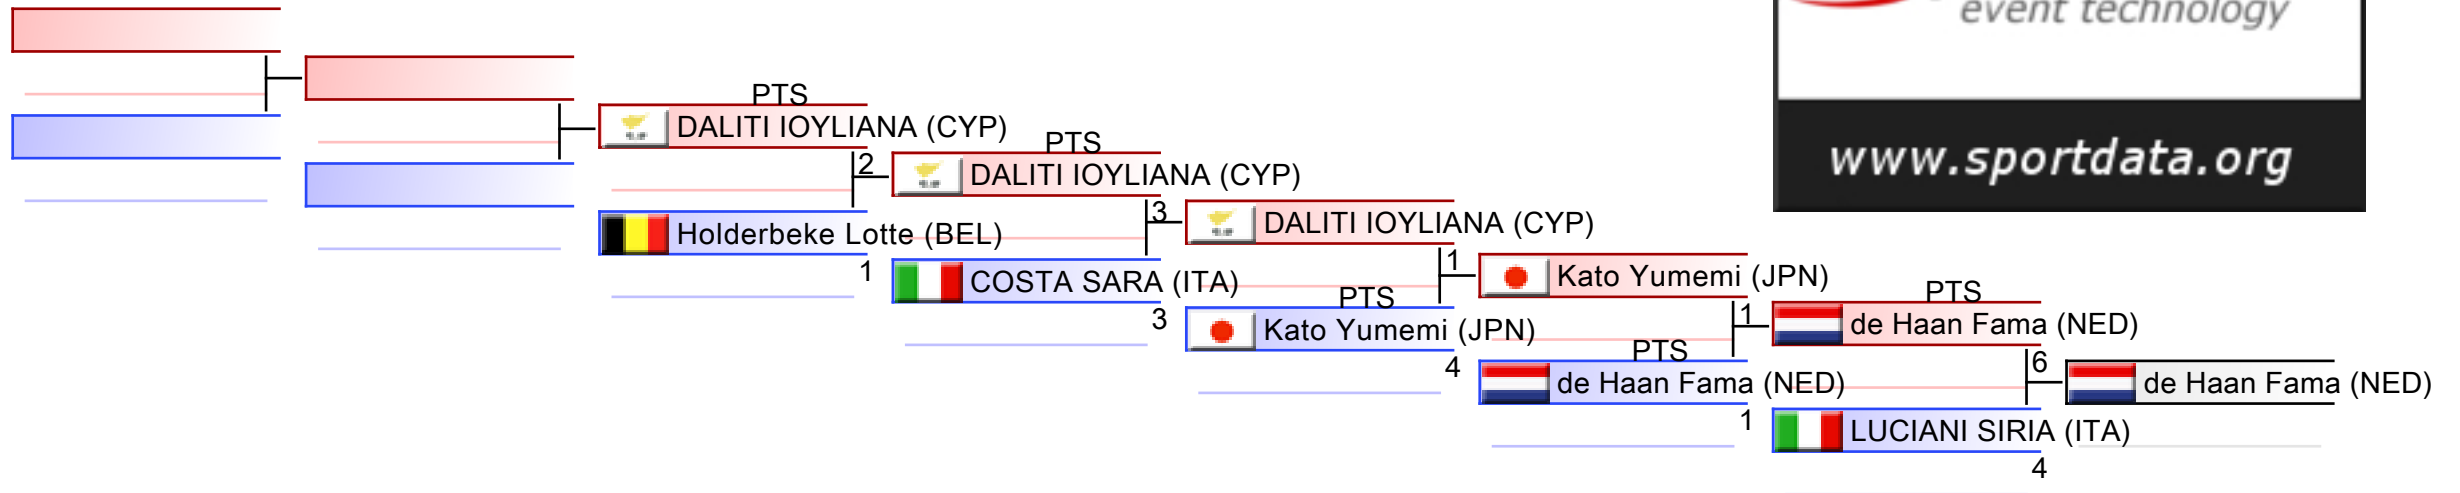 event technology
www.sportdata.org
PTS
DALITI IOYLIANA (CYP)
2
Holderbeke Lotte (BEL)
1
PTS
DALITI IOYLIANA (CYP)
3
COSTA SARA (ITA)
3
DALITI IOYLIANA (CYP)
1
PTS
Kato Yumemi (JPN)
4
Kato Yumemi (JPN)
1
PTS
de Haan Fama (NED)
1
PTS
de Haan Fama (NED)
6
LUCIANI SIRIA (ITA)
4
de Haan Fama (NED)